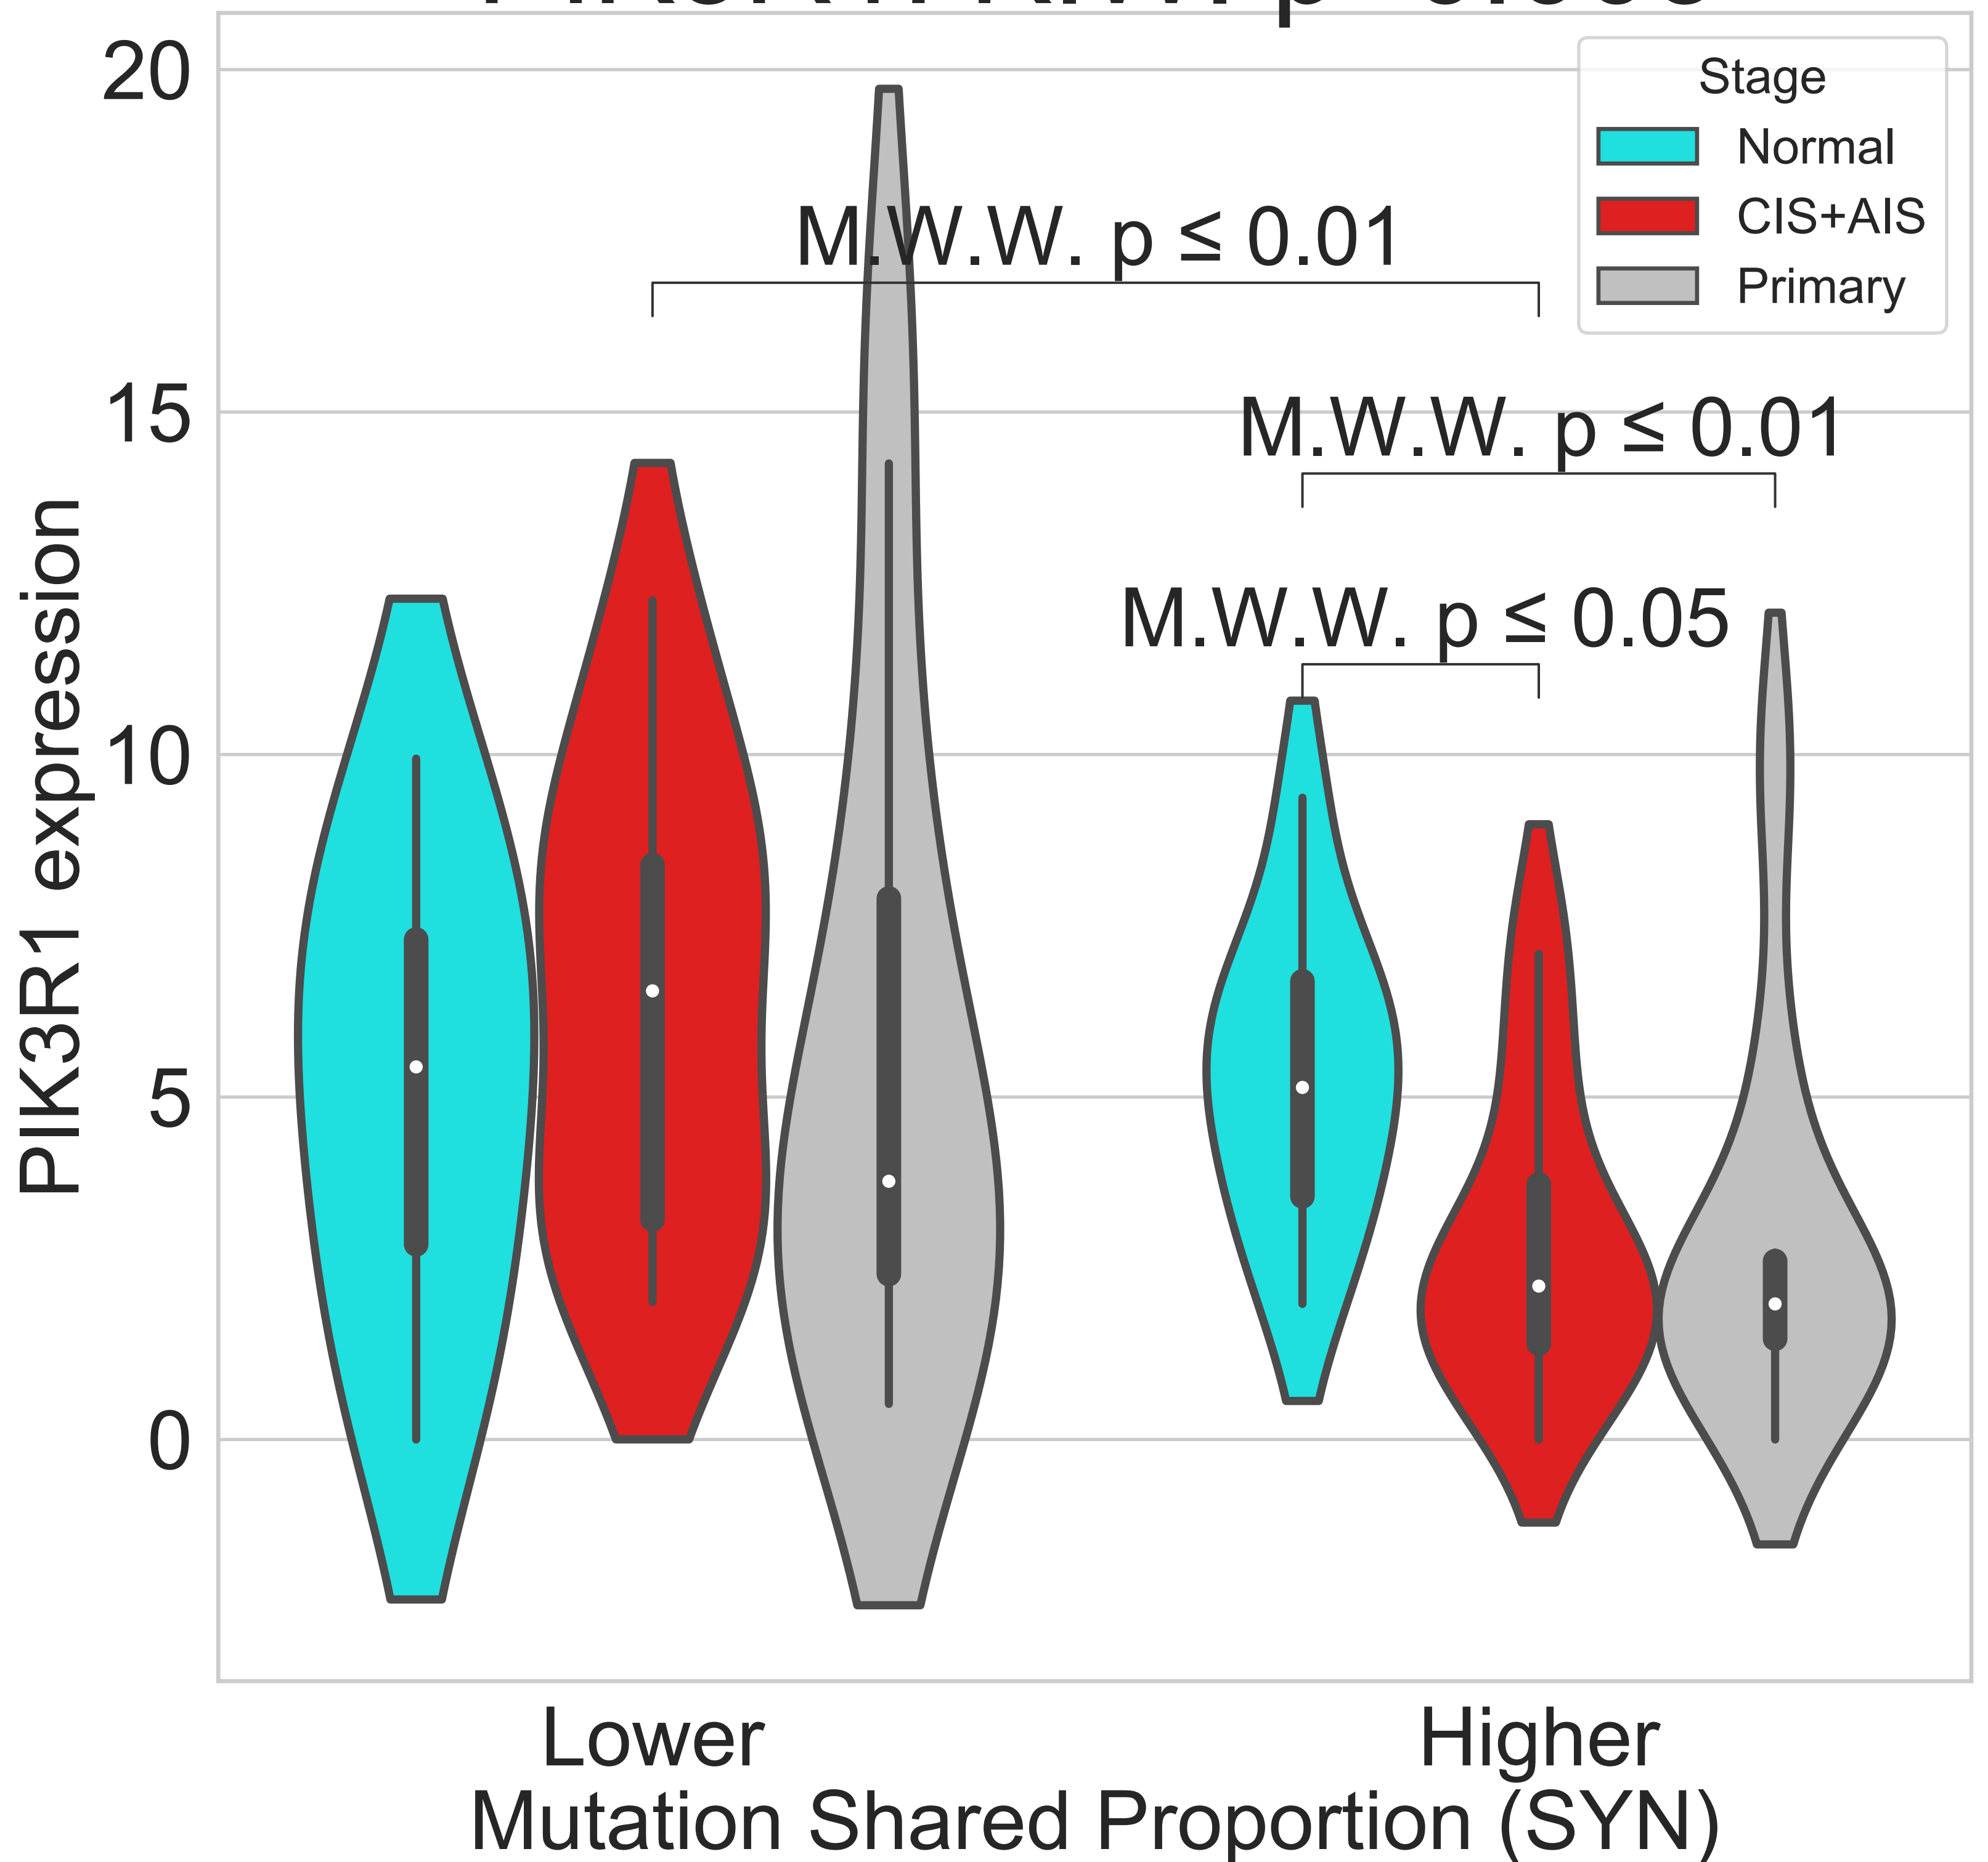 20
15
10
5
0
PIK3R1 expression
Stage
Normal
CIS+AIS
Primary
M.W.W. p ≤ 0.01
M.W.W. p ≤ 0.01
M.W.W. p ≤ 0.05
Lower
Higher
Mutation Shared Proportion (SYN)